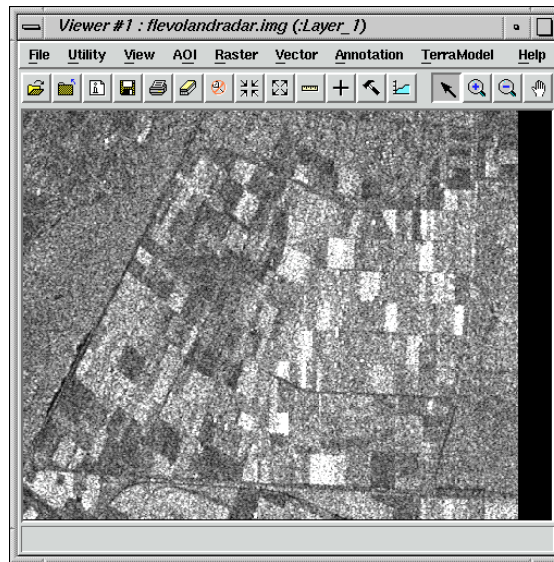 Viewer #1 : flevolandradar.img (:Layer_1)
File Utility View AOI Raster Vector Annotation TerraModel Help